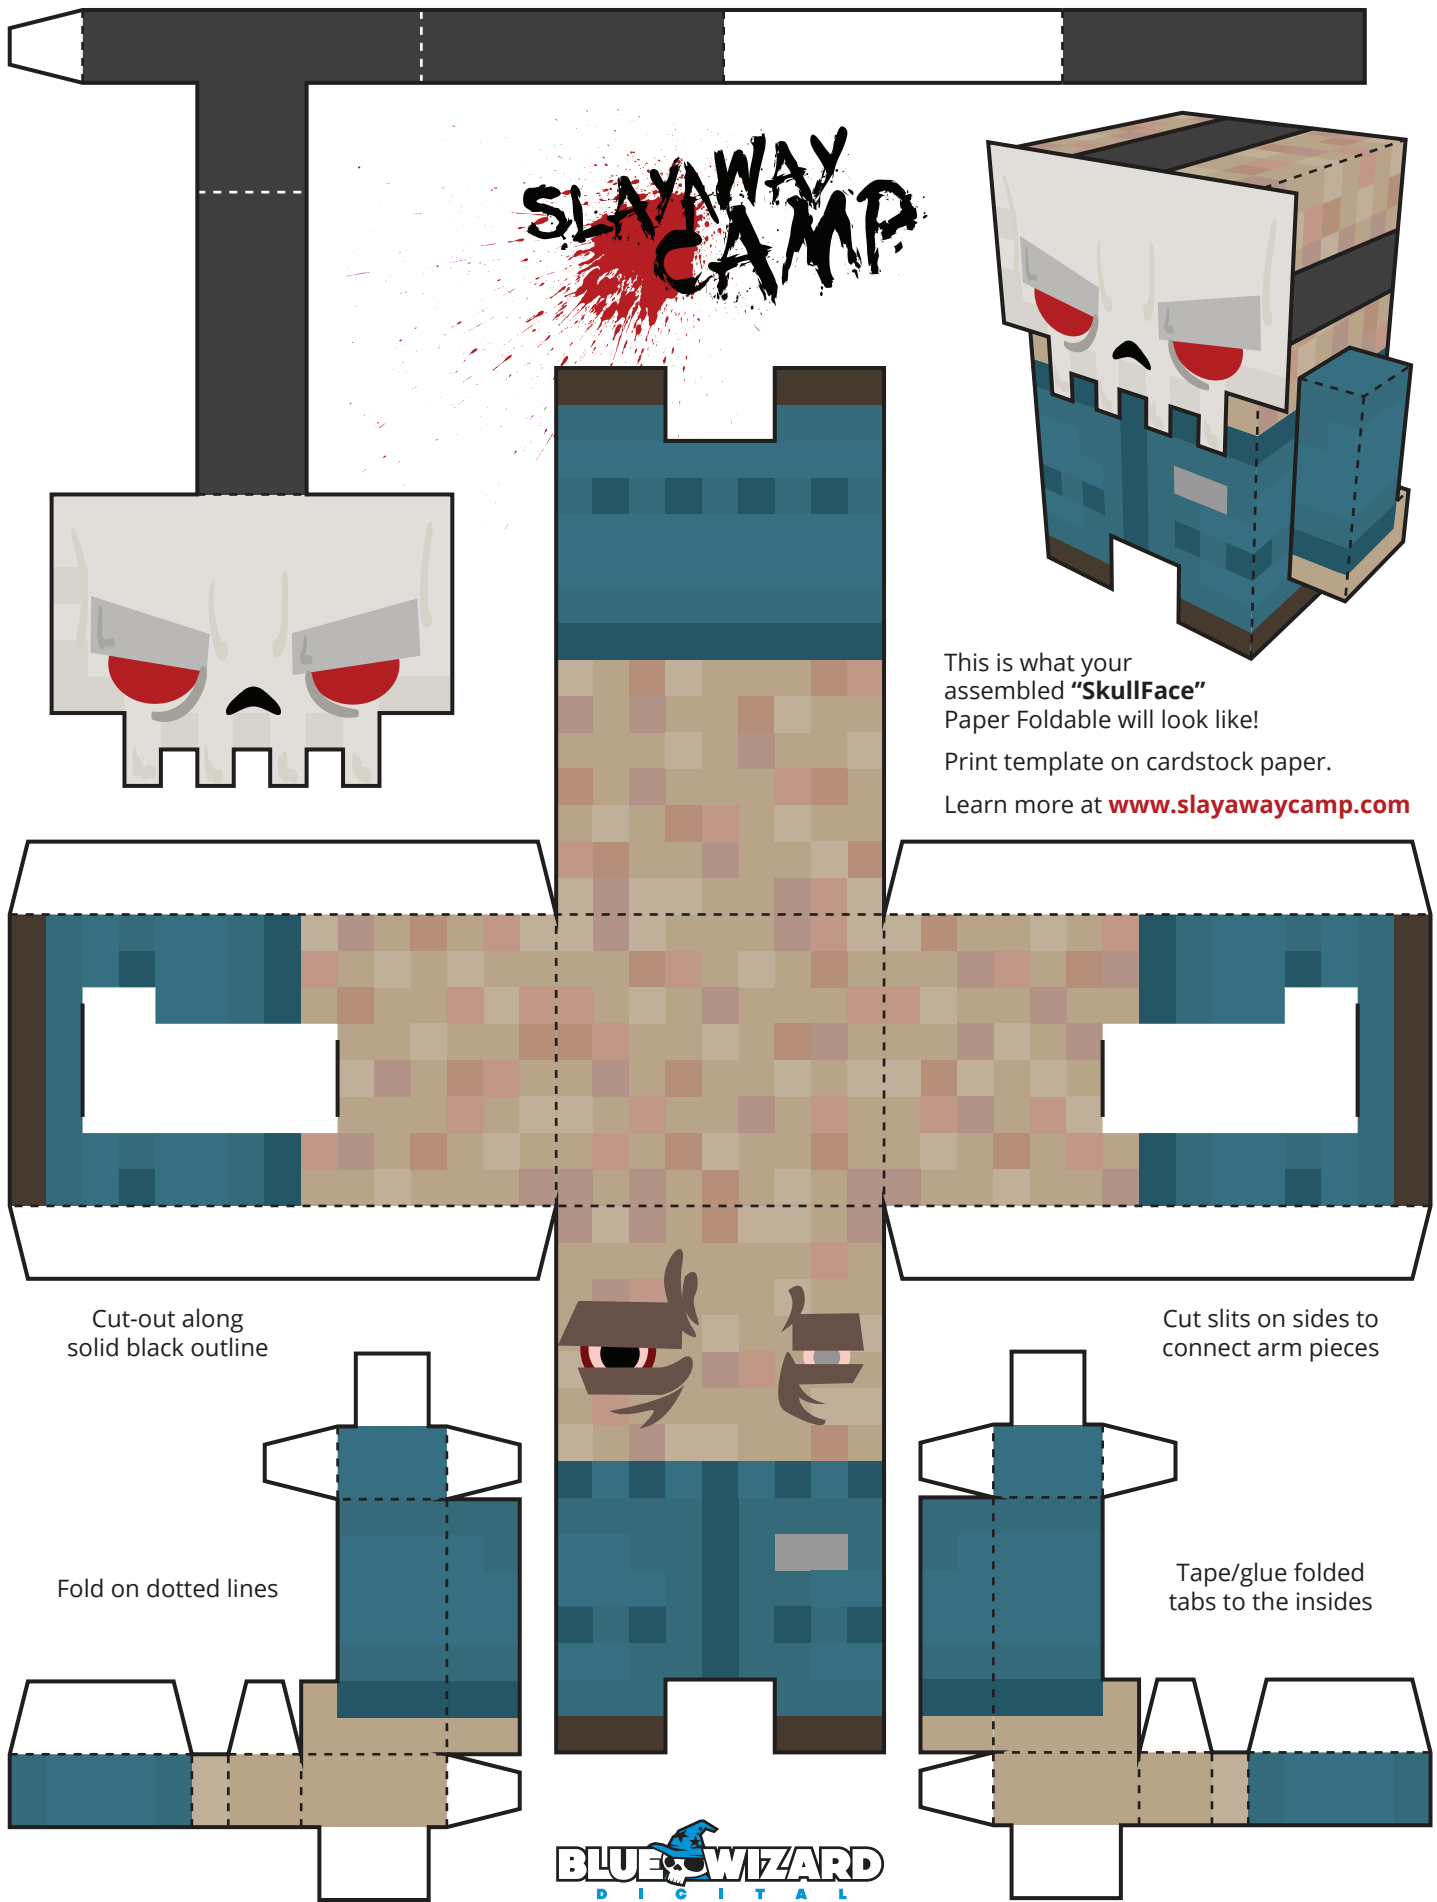 SLAYAWAY
CAMP
This is what your
assembled “SkullFace”
Paper Foldable will look like!
Print template on cardstock paper.
Learn more at www.slayawaycamp.com
Cut-out along
solid black outline
Cut slits on sides to
connect arm pieces
Fold on dotted lines
Tape/glue folded
tabs to the insides
BLUE WIZARD
DIGITAL